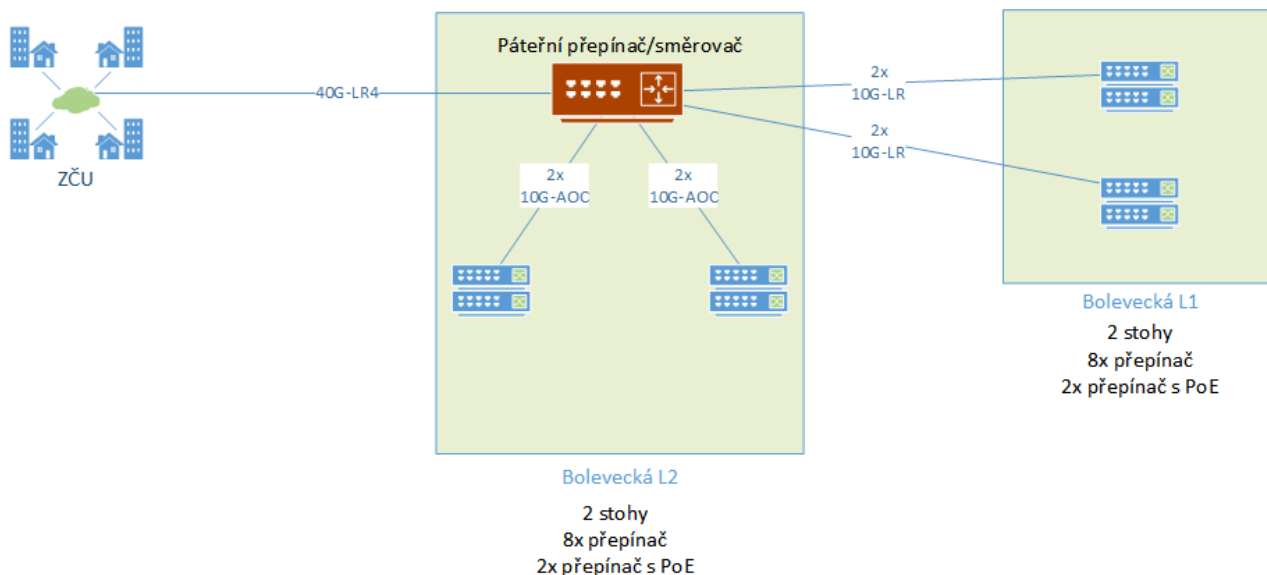 Páteřní přepínač/směrovač
40G-LR4
ZČU
2x
10G-LR
2x
10G-LR
2x
10G-AOC
2x
10G-AOC
Bolevecká L1
2 stohy
8x přepínač
2x přepínač s PoE
Bolevecká L2
2 stohy
8x přepínač
2x přepínač s PoE